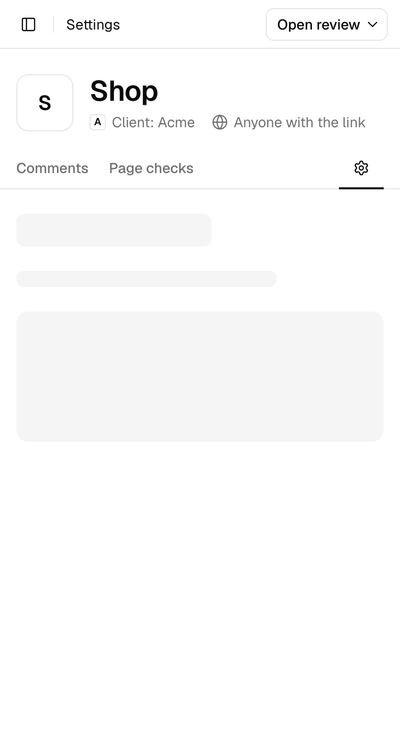 Settings
Open review
S
Shop
A Client: Acme
Anyone with the link
Comments
Page checks